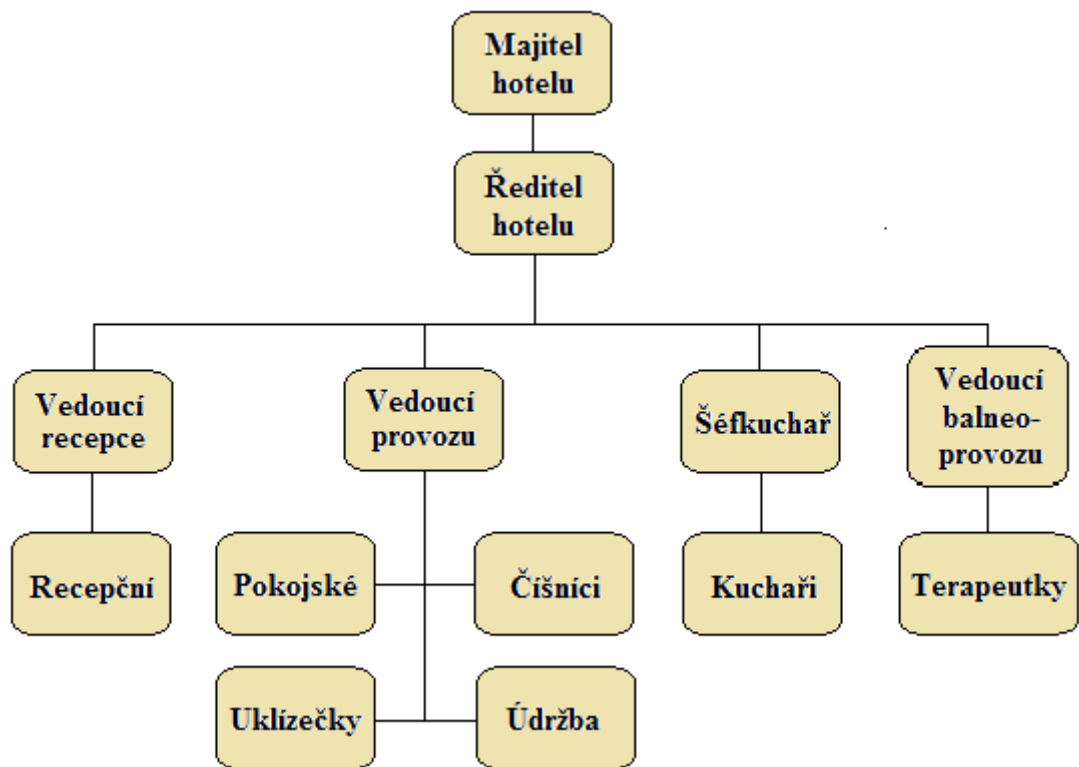 Majitel
hotelu
Ředitel
hotelu
Vedoucí
recepce
Vedoucí
provozu
Šéfkuchař
Vedoucí
balneo-
provozu
Recepční
Pokojské
Číšníci
Kuchaři
Terapeutky
Uklízečky
Údržba